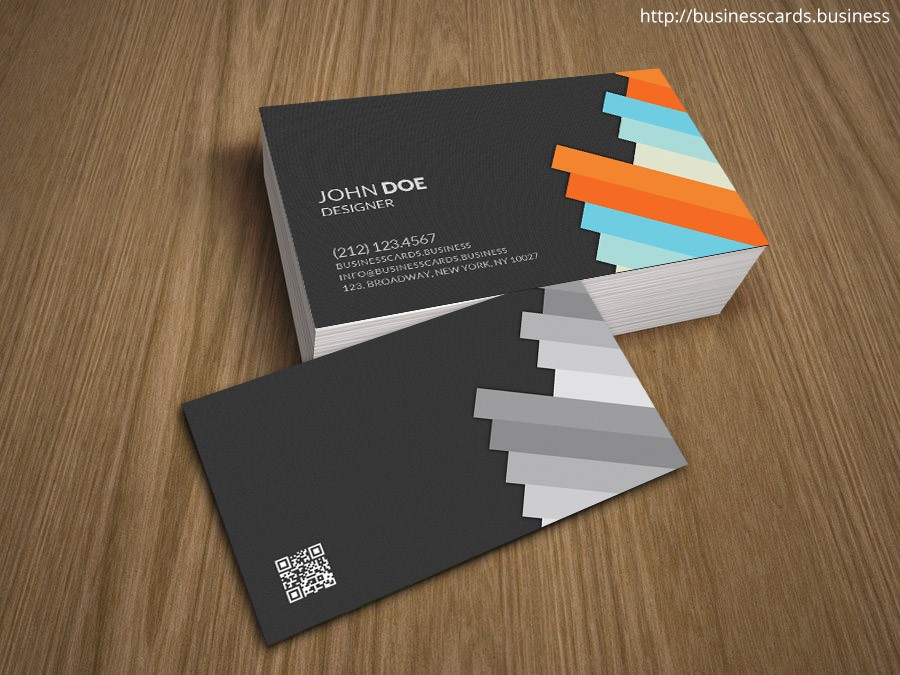 http://businesscards.business
JOHN DOE
DESIGNER
(212) 123.4567
BUSINESSCARDS.BUSINESS
INFO@BUSINESSCARDS.BUSINESS
123, BROADWAY, NEW YORK, NY 10027